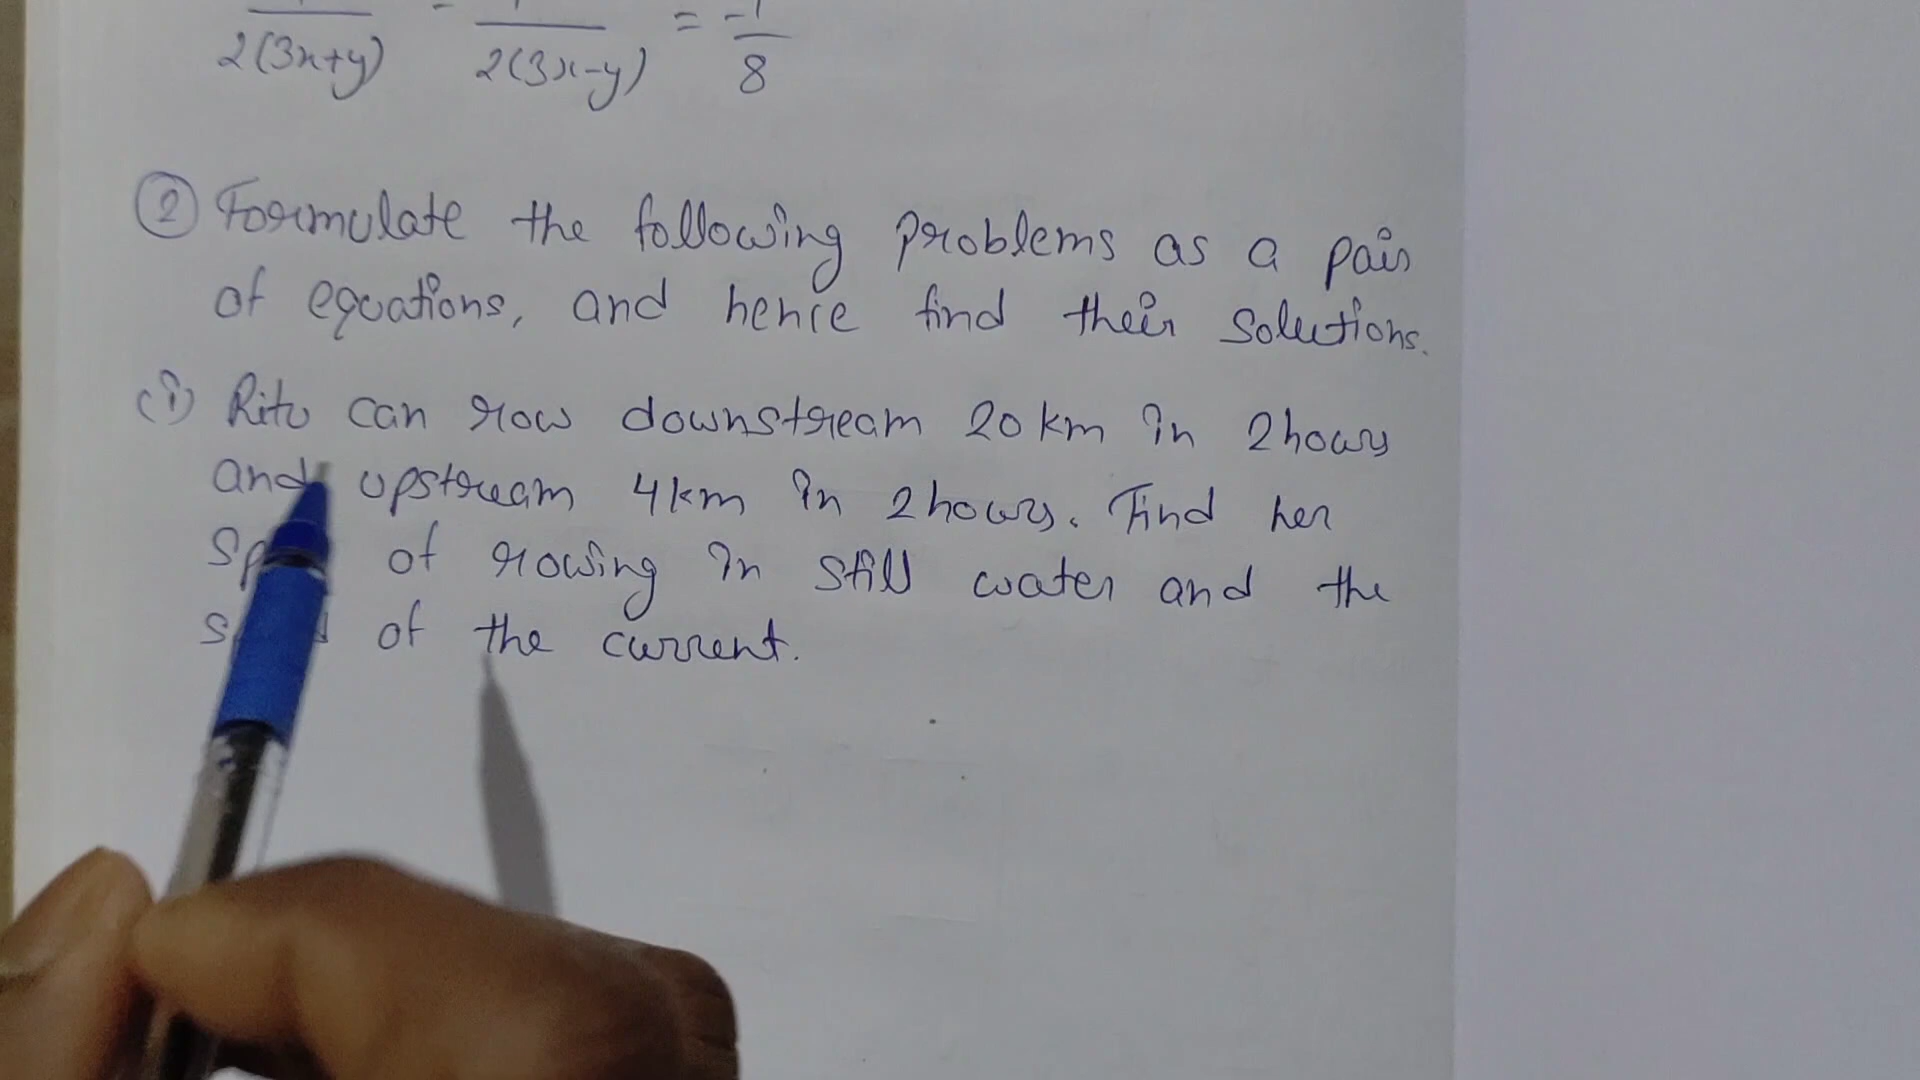 2(3x+y) - 2(3x-y) = -1/8
② Formulate the following problems as a pair
of equations, and hence find their solutions.
(i) Ritu can row downstream 20 km in 2 hours
and upstream 4 km in 2 hours. Find her
of rowing in still water and the
of the current.